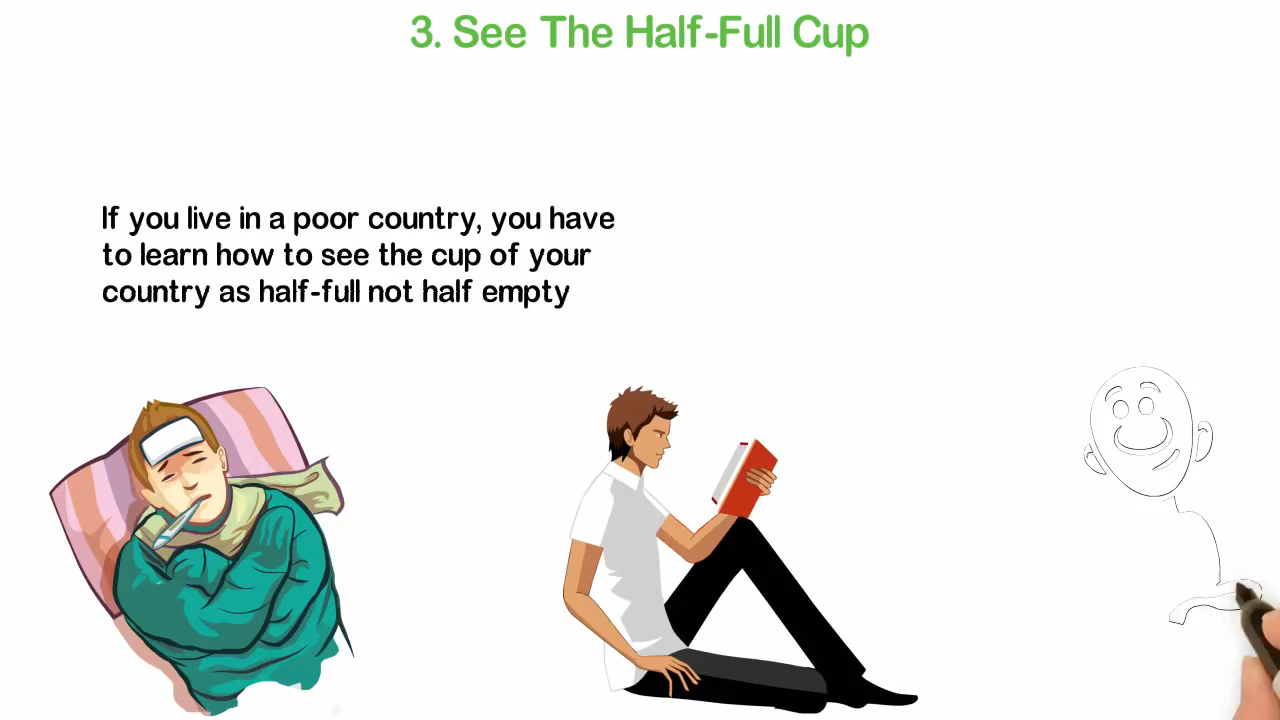 3. See The Half-Full Cup
If you live in a poor country, you have
to learn how to see the cup of your
country as half-full not half empty